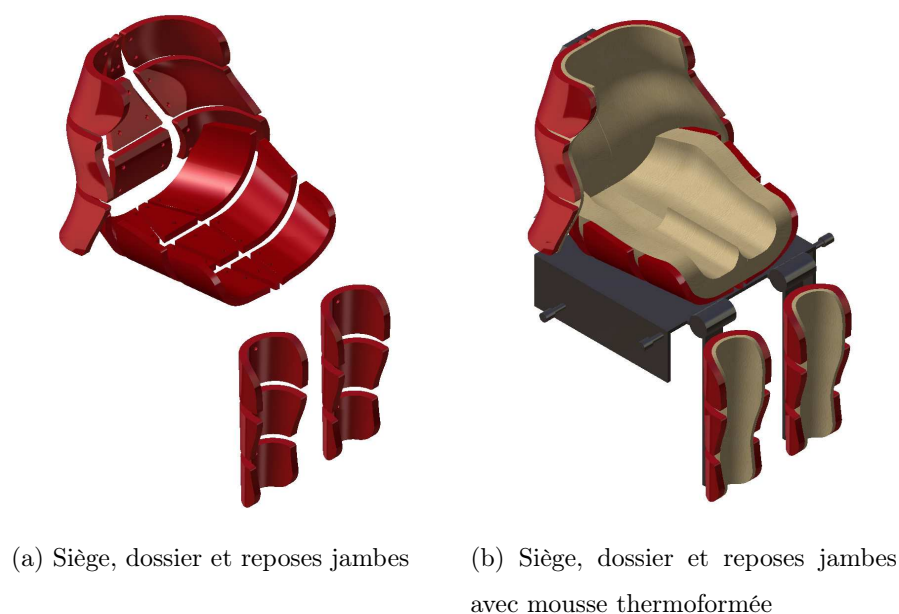 (a) Siège, dossier et reposes jambes
(b) Siège, dossier et reposes jambes
avec mousse thermoformée